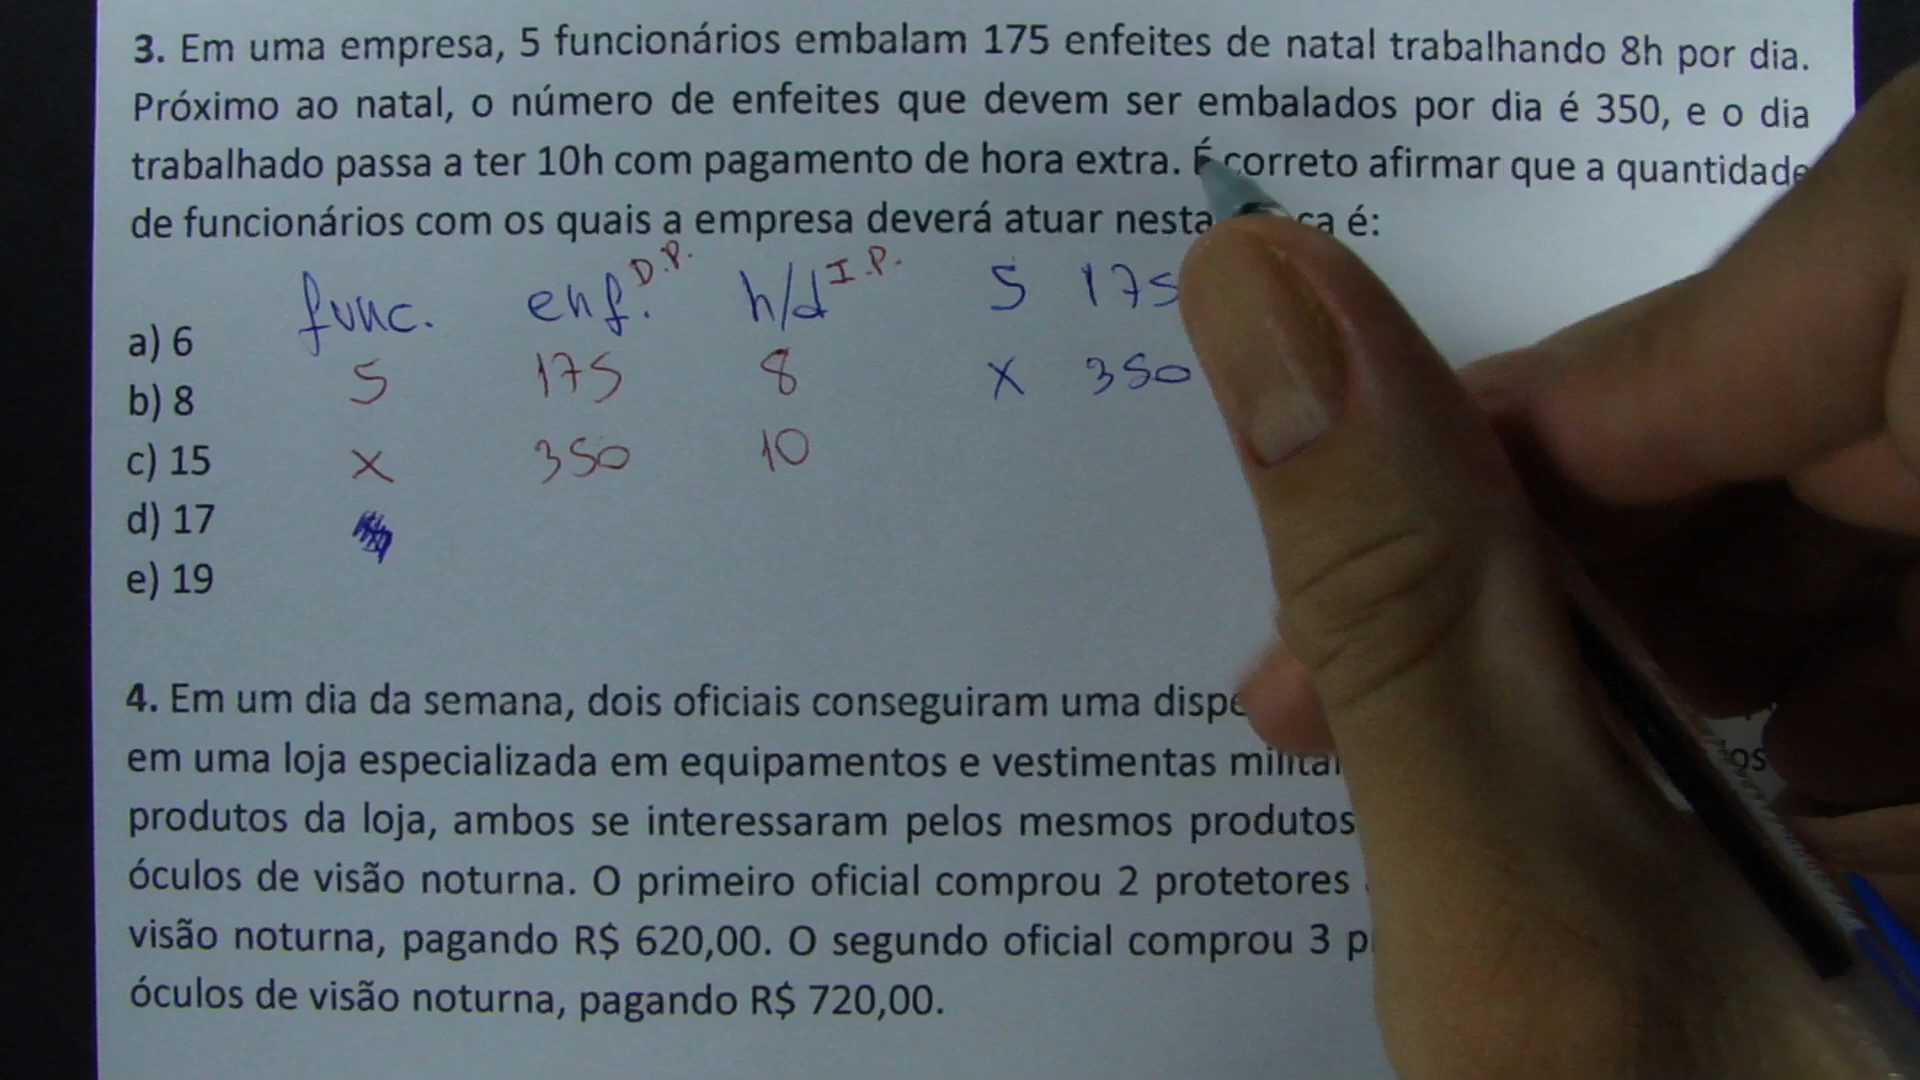 3. Em uma empresa, 5 funcionários embalam 175 enfeites de natal trabalhando 8h por dia.
Próximo ao natal, o número de enfeites que devem ser embalados por dia é 350, e o dia
trabalhado passa a ter 10h com pagamento de hora extra. É correto afirmar que a quantidade
de funcionários com os quais a empresa deverá atuar nesta é:
func. enf. D.P. h/d I.P. 5 175
a) 6
5 175 8 X 350
b) 8
c) 15
X 350 10
d) 17
e) 19
4. Em um dia da semana, dois oficiais conseguiram uma
em uma loja especializada em equipamentos e vestimentas
produtos da loja, ambos se interessaram pelos mesmos produtos
óculos de visão noturna. O primeiro oficial comprou 2 protetores
visão noturna, pagando R$ 620,00. O segundo oficial comprou 3
óculos de visão noturna, pagando R$ 720,00.